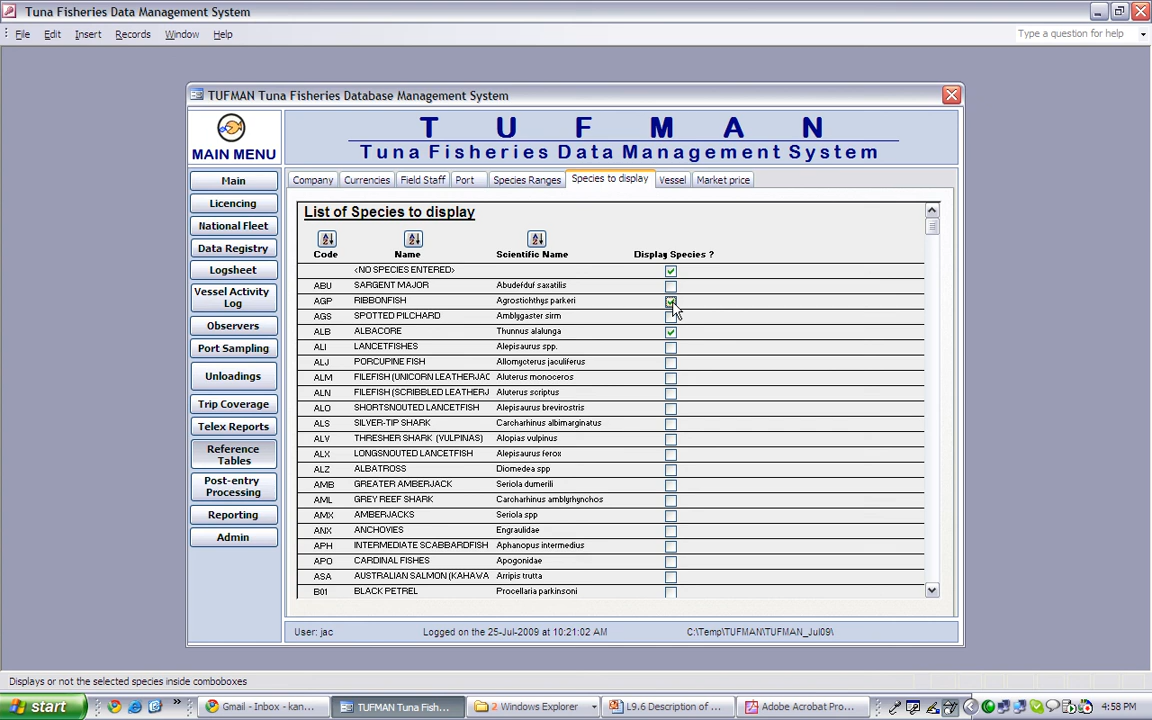 Tuna Fisheries Data Management System
File Edit Insert Records Window Help Type a question for help
TUFMAN Tuna Fisheries Database Management System
MAIN MENU
T U F M A N
Tuna Fisheries Data Management System
Main
Licencing
National Fleet
Data Registry
Logsheet
Vessel Activity
Log
Observers
Port Sampling
Unloadings
Trip Coverage
Telex Reports
Reference
Tables
Post-entry
Processing
Reporting
Admin
Company Currencies Field Staff Port Species Ranges Species to display Vessel Market price
List of Species to display
Code Name Scientific Name Display Species ?
<NO SPECIES ENTERED>
ABU SARGENT MAJOR Abudefduf saxatilis
AGP RIBBONFISH Agrostichthys parkeri
AGS SPOTTED PILCHARD Amblygaster sirm
ALB ALBACORE Thunnus alalunga
ALI LANCETFISHES Alepisaurus spp.
ALJ PORCUPINE FISH Allomycterus jaculiferus
ALM FILEFISH (UNICORN LEATHERJAC Aluterus monoceros
ALN FILEFISH (SCRIBBLED LEATHERJ Aluterus scriptus
ALO SHORTSNOUTED LANCETFISH Alepisaurus brevirostris
ALS SILVER-TIP SHARK Carcharhinus albimarginatus
ALV THRESHER SHARK (VULPINAS) Alopias vulpinus
ALX LONGSNOUTED LANCETFISH Alepisaurus ferox
ALZ ALBATROSS Diomedea spp
AMB GREATER AMBERJACK Seriola dumerili
AML GREY REEF SHARK Carcharhinus amblyrhynchos
AMX AMBERJACKS Seriola spp
ANX ANCHOVIES Engraulidae
APH INTERMEDIATE SCABBARDFISH Aphanopus intermedius
APO CARDINAL FISHES Apogonidae
ASA AUSTRALIAN SALMON (KAHAWA Arripis trutta
B01 BLACK PETREL Procellaria parkinsoni
User: jac Logged on the 25-Jul-2009 at 10:21:02 AM C:\Temp\TUFMAN\TUFMAN_Jul09\
Displays or not the selected species inside comboboxes
start Gmail - Inbox - kan... TUFMAN Tuna Fish... 2 Windows Explorer L9.6 Description of ... Adobe Acrobat Pro... 4:58 PM